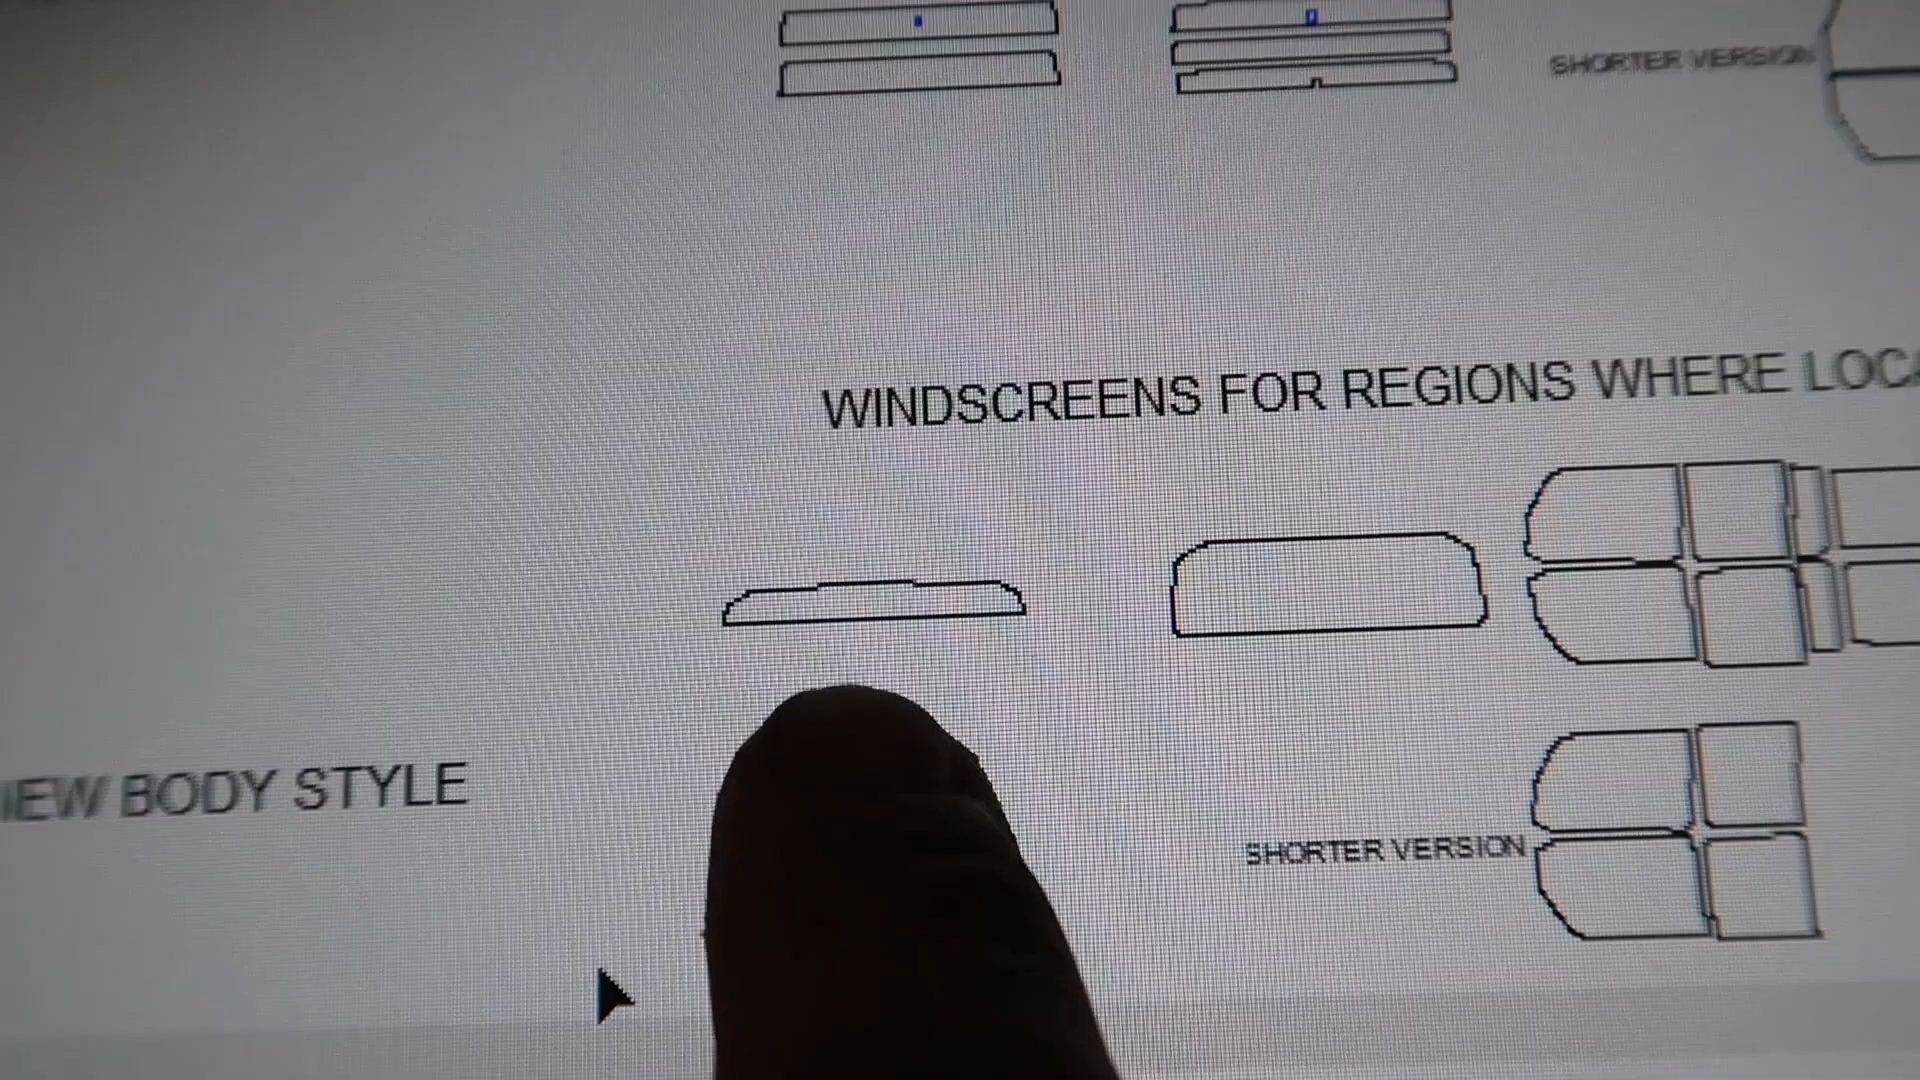 SHORTER VERSION
WINDSCREENS FOR REGIONS WHERE
BODY STYLE
SHORTER VERSION